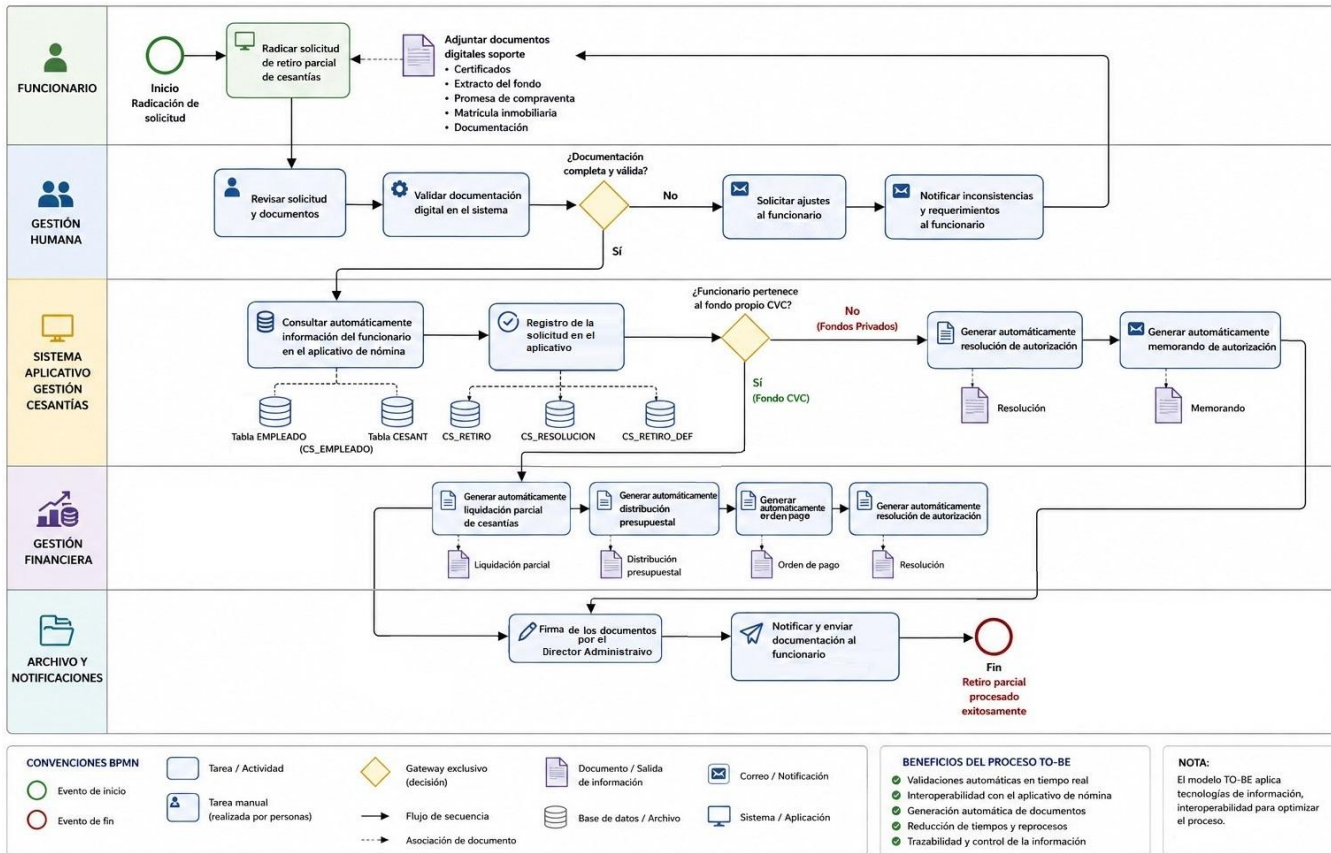 FUNCIONARIO
Inicio
Radicación de
solicitud
Radicar solicitud
de retiro parcial
de cesantías
Adjuntar documentos
digitales soporte
• Certificados
• Extracto del fondo
• Promesa de compraventa
• Matrícula inmobiliaria
• Documentación
GESTIÓN
HUMANA
Revisar solicitud
y documentos
Validar documentación
digital en el sistema
¿Documentación
completa y válida?
No
Sí
Solicitar ajustes
al funcionario
Notificar inconsistencias
y requerimientos
al funcionario
SISTEMA
APLICATIVO
GESTIÓN
CESANTÍAS
Consultar automáticamente
información del funcionario
en el aplicativo de nómina
Tabla EMPLEADO
(CS_EMPLEADO)
Tabla CESANT
Registro de la
solicitud en el
aplicativo
CS_RETIRO
CS_RESOLUCION
CS_RETIRO_DEF
¿Funcionario pertenece
al fondo propio CVC?
No
(Fondos Privados)
Sí
(Fondo CVC)
Generar automáticamente
resolución de autorización
Resolución
Generar automáticamente
memorando de autorización
Memorando
GESTIÓN
FINANCIERA
Generar automáticamente
liquidación parcial
de cesantías
Liquidación parcial
Generar automáticamente
distribución
presupuestal
Distribución
presupuestal
Generar
automáticamente
orden pago
Orden de pago
Generar automáticamente
resolución de autorización
Resolución
ARCHIVO Y
NOTIFICACIONES
Firma de los documentos
por el
Director Administraivo
Notificar y enviar
documentación al
funcionario
Fin
Retiro parcial
procesado
exitosamente
CONVENCIONES BPMN
Evento de inicio
Evento de fin
Tarea / Actividad
Tarea manual
(realizada por personas)
Gateway exclusivo
(decisión)
Flujo de secuencia
Asociación de documento
Documento / Salida
de información
Base de datos / Archivo
Correo / Notificación
Sistema / Aplicación
BENEFICIOS DEL PROCESO TO-BE
Validaciones automáticas en tiempo real
Interoperabilidad con el aplicativo de nómina
Generación automática de documentos
Reducción de tiempos y reprocesos
Trazabilidad y control de la información
NOTA:
El modelo TO-BE aplica
tecnologías de información,
interoperabilidad para optimizar
el proceso.